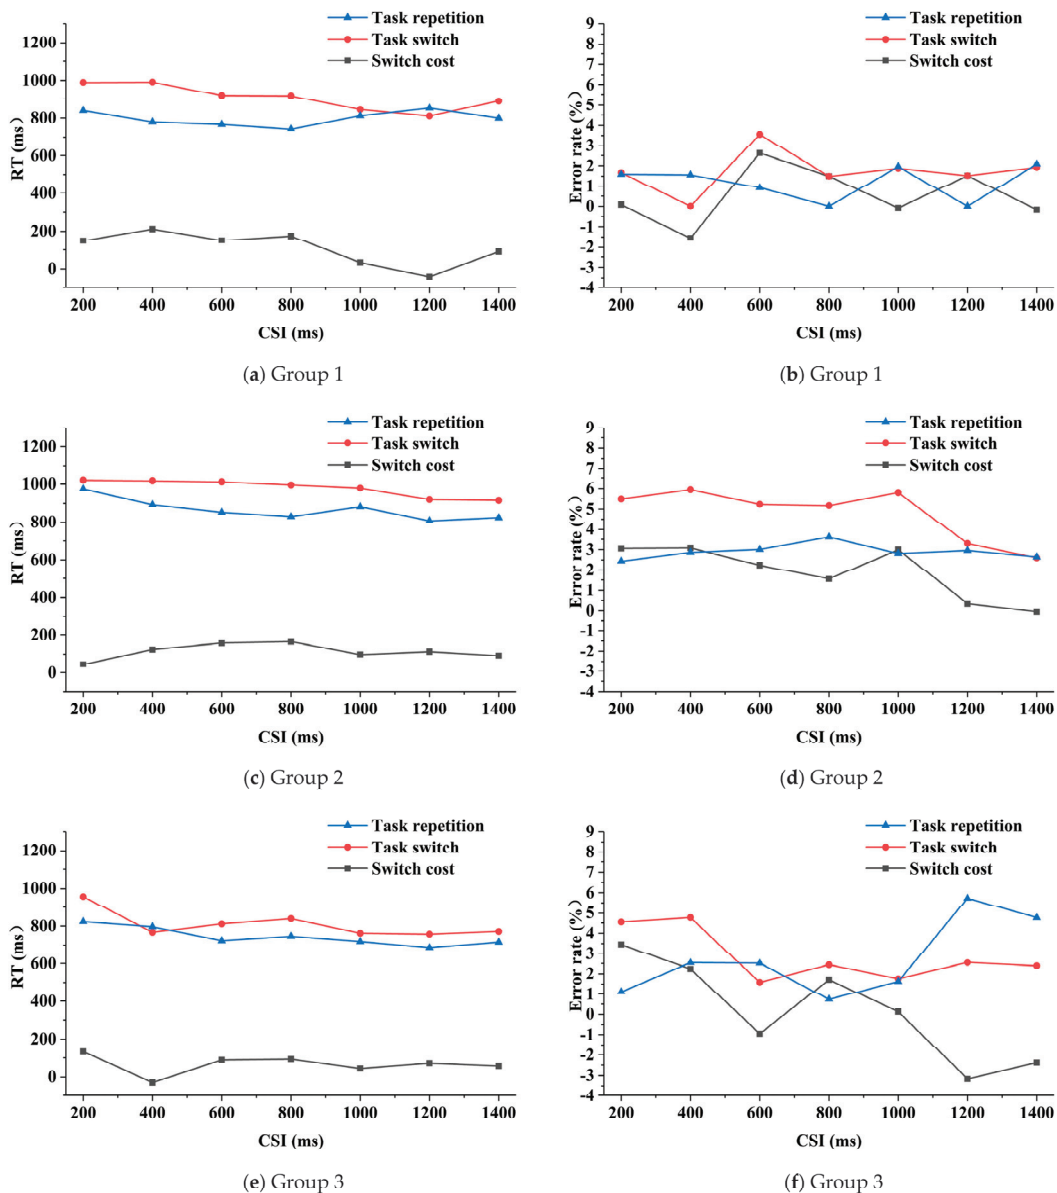 Task repetition
Task switch
Switch cost
1200
1000
800
600
400
200
0
RT (ms)
200 400 600 800 1000 1200 1400
CSI (ms)
(a) Group 1
Task repetition
Task switch
Switch cost
9
8
7
6
5
4
3
2
1
0
-1
-2
-3
-4
Error rate (%)
200 400 600 800 1000 1200 1400
CSI (ms)
(b) Group 1
Task repetition
Task switch
Switch cost
1200
1000
800
600
400
200
0
RT (ms)
200 400 600 800 1000 1200 1400
CSI (ms)
(c) Group 2
Task repetition
Task switch
Switch cost
9
8
7
6
5
4
3
2
1
0
-1
-2
-3
-4
Error rate (%)
200 400 600 800 1000 1200 1400
CSI (ms)
(d) Group 2
Task repetition
Task switch
Switch cost
1200
1000
800
600
400
200
0
RT (ms)
200 400 600 800 1000 1200 1400
CSI (ms)
(e) Group 3
Task repetition
Task switch
Switch cost
9
8
7
6
5
4
3
2
1
0
-1
-2
-3
-4
Error rate (%)
200 400 600 800 1000 1200 1400
CSI (ms)
(f) Group 3